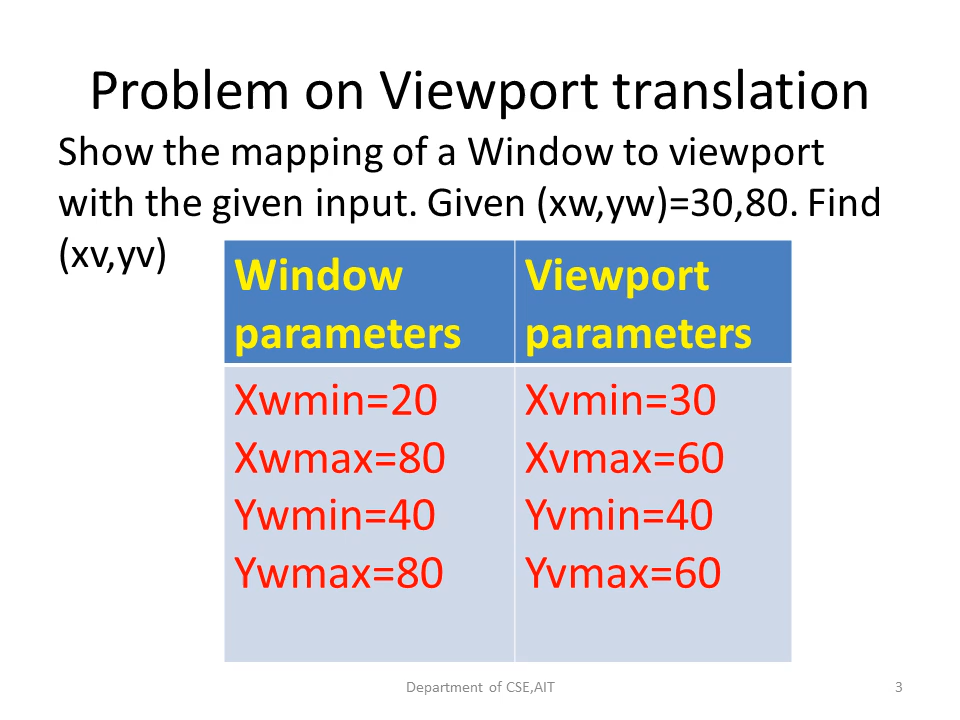 Problem on Viewport translation
Show the mapping of a Window to viewport
with the given input. Given (xw,yw)=30,80. Find
(xv,yv)
Window
parameters
Viewport
parameters
Xwmin=20
Xwmax=80
Ywmin=40
Ywmax=80
Xvmin=30
Xvmax=60
Yvmin=40
Yvmax=60
Department of CSE,AIT
3